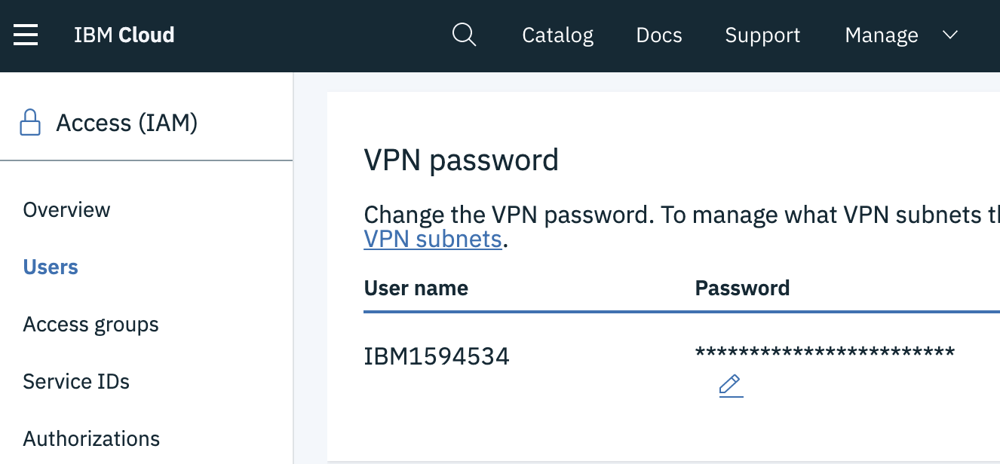 IBM Cloud
Catalog
Docs
Support
Manage
Access (IAM)
Overview
Users
Access groups
Service IDs
Authorizations
VPN password
Change the VPN password. To manage what VPN subnets
VPN subnets.
User name Password
IBM1594534 ************************